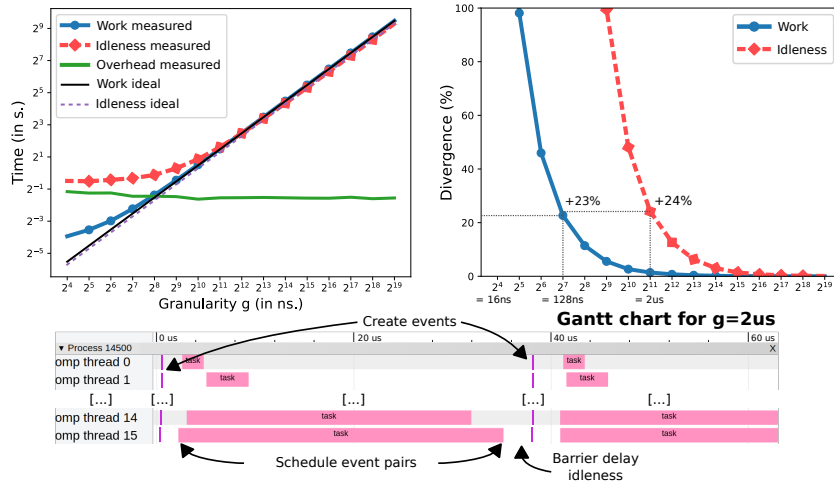 Work measured
Idleness measured
Overhead measured
Work ideal
Idleness ideal
Time (in s.)
2^9
2^7
2^5
2^3
2^1
2^−1
2^−3
2^−5
2^4 2^5 2^6 2^7 2^8 2^9 2^10 2^11 2^12 2^13 2^14 2^15 2^16 2^17 2^18 2^19
Granularity g (in ns.)
Work
Idleness
Divergence (%)
100
80
60
40
20
0
+23%
+24%
2^4 2^5 2^6 2^7 2^8 2^9 2^10 2^11 2^12 2^13 2^14 2^15 2^16 2^17 2^18 2^19
= 16ns = 128ns = 2us
Gantt chart for g=2us
Create events
0 us 20 us 40 us 60 us
▾ Process 14500 X
omp thread 0 task task
omp thread 1 task task
[...] [...] [...] [...] [...]
omp thread 14 task task
omp thread 15 task task
Schedule event pairs
Barrier delay
idleness